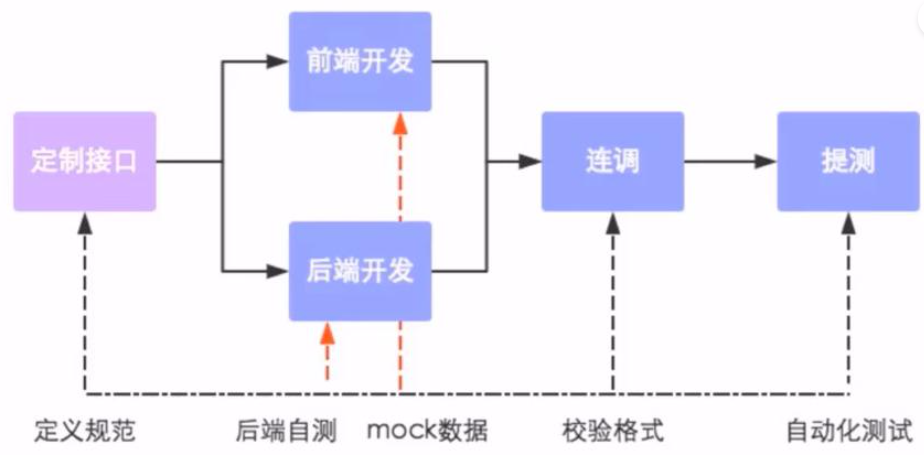 前端开发
定制接口
连调
提测
后端开发
定义规范
后端自测
mock数据
校验格式
自动化测试